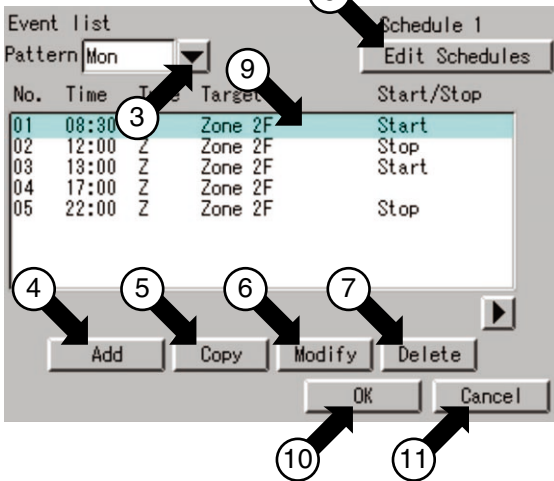 Event list Schedule 1
Pattern Mon Edit Schedules
9
No. Time Target Start/Stop
3
01 08:30 Zone 2F Start
02 12:00 Z Zone 2F Stop
03 13:00 Z Zone 2F Start
04 17:00 Z Zone 2F
05 22:00 Z Zone 2F Stop
4 5 6 7
Add Copy Modify Delete
OK Cancel
10 11